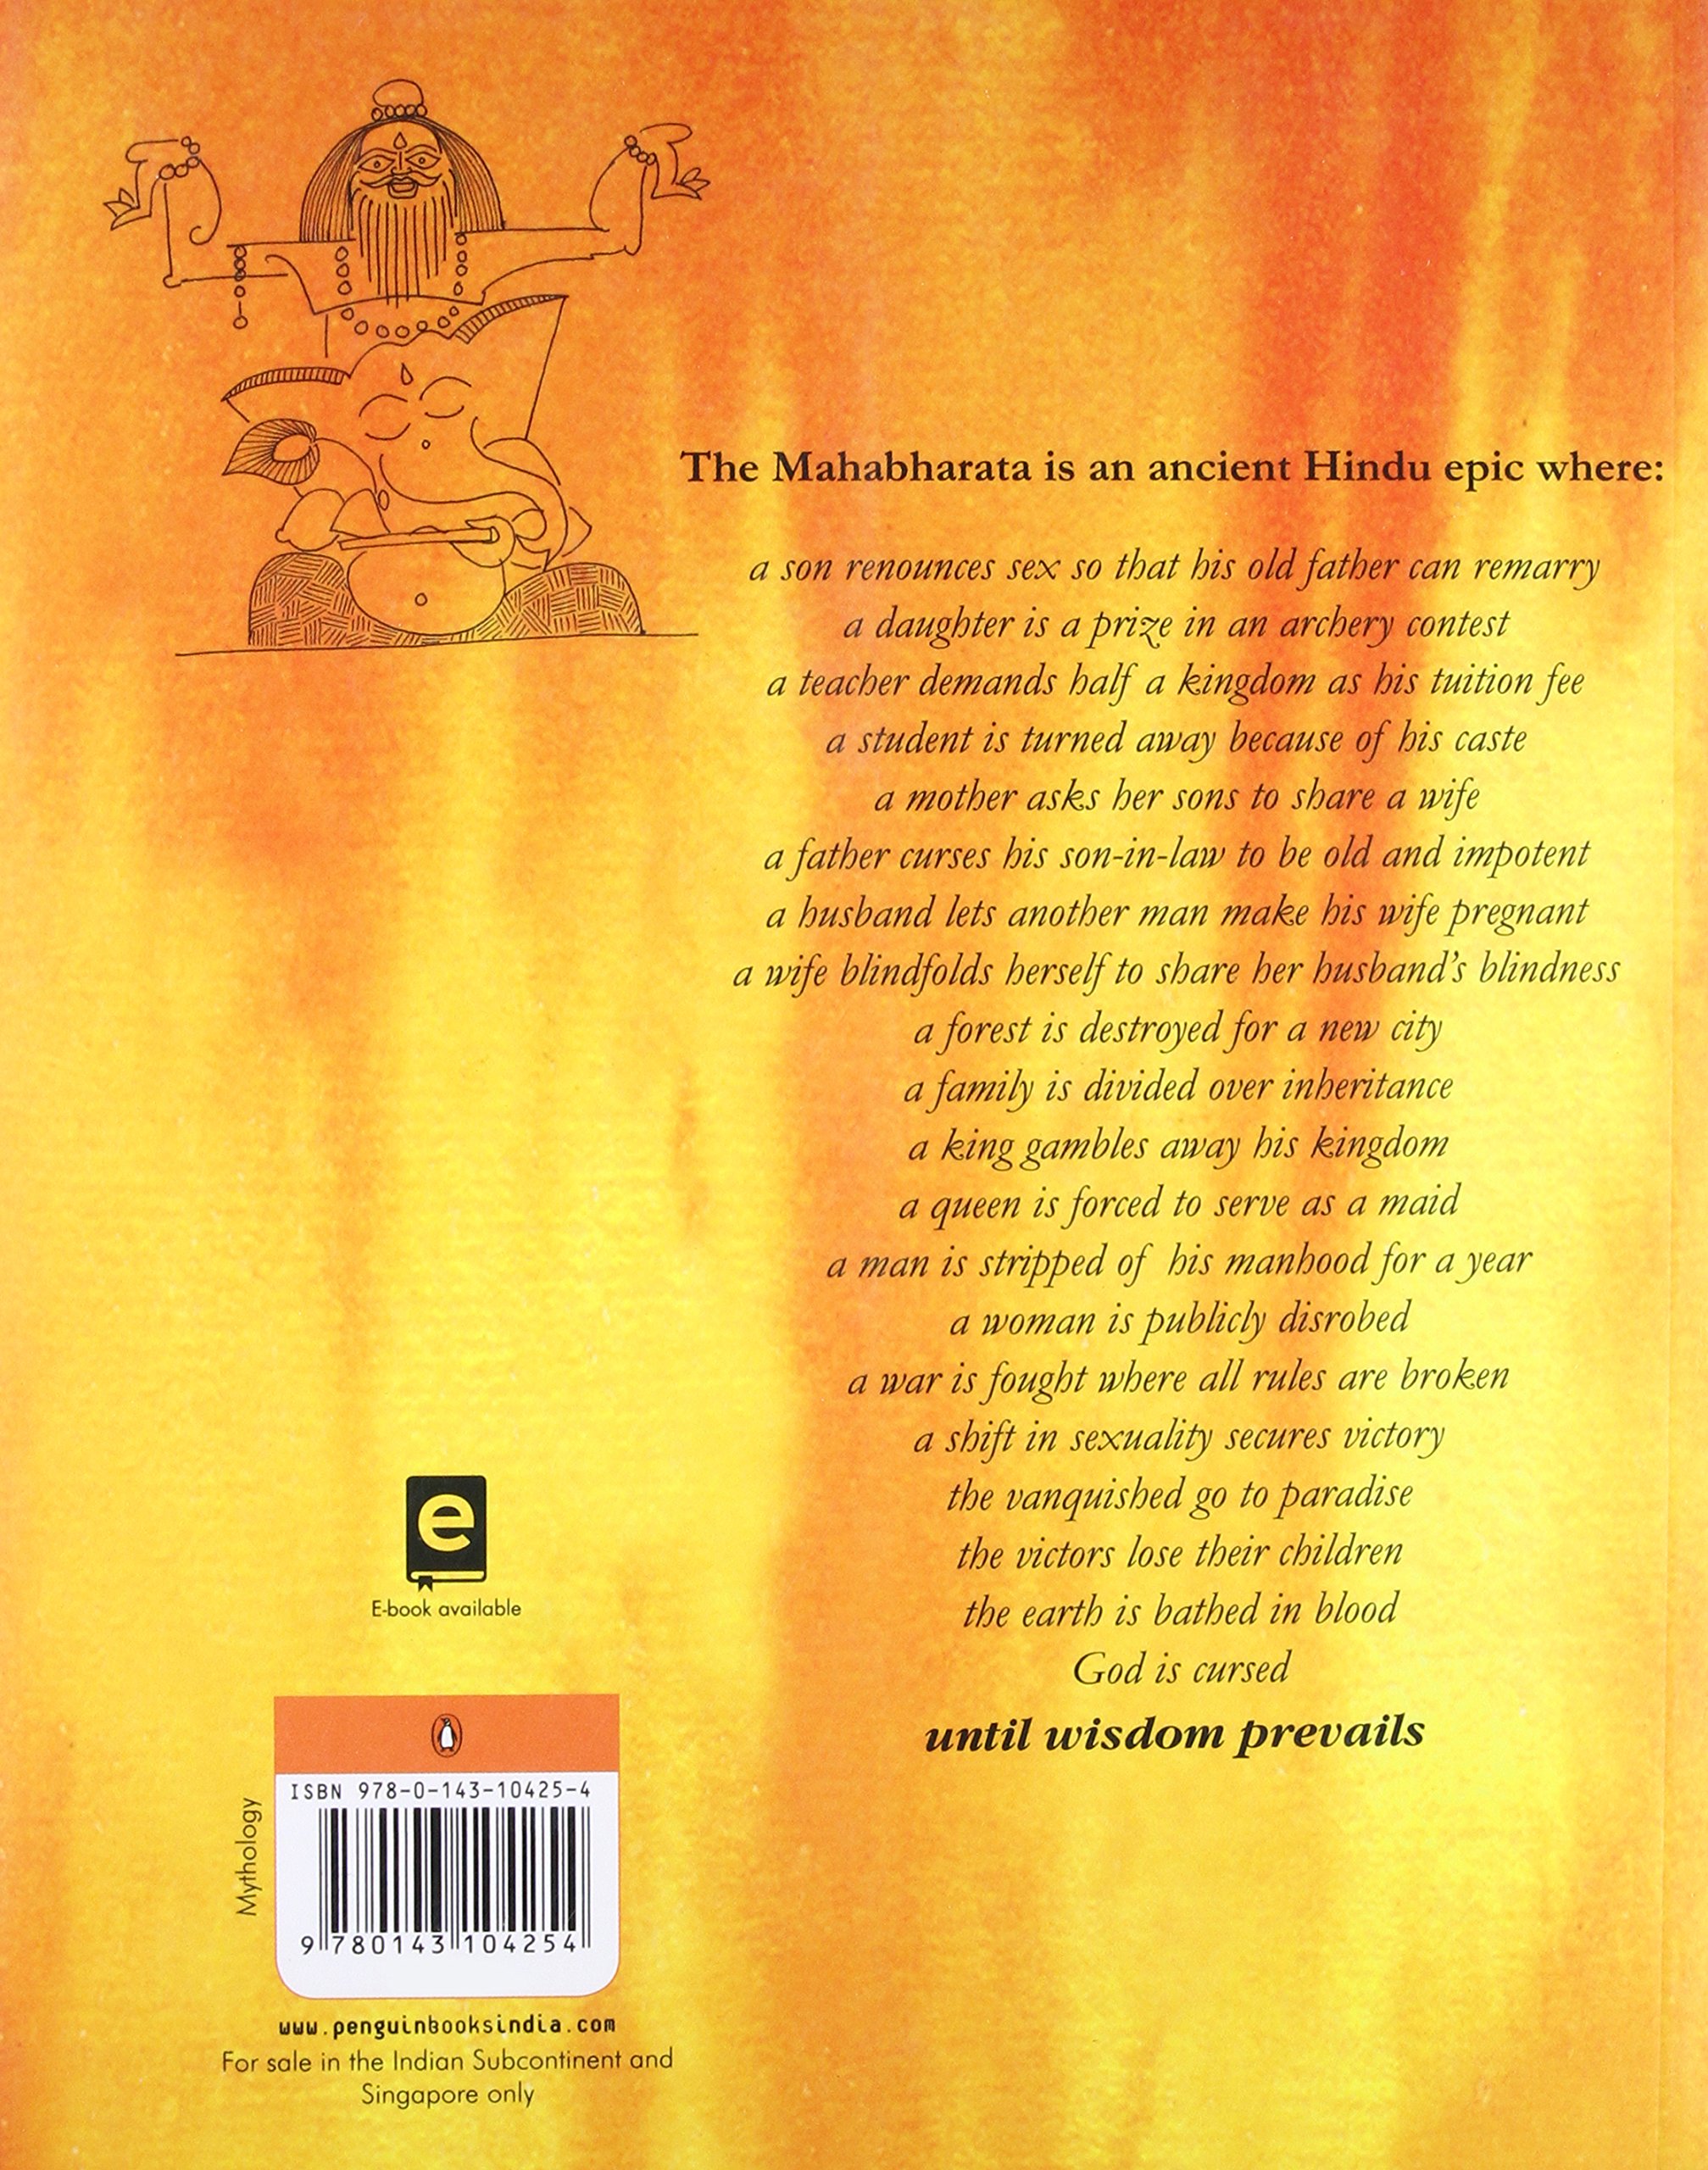 The Mahabharata is an ancient Hindu epic where:
a son renounces sex so that his old father can remarry
a daughter is a prize in an archery contest
a teacher demands half a kingdom as his tuition fee
a student is turned away because of his caste
a mother asks her sons to share a wife
a father curses his son-in-law to be old and impotent
a husband lets another man make his wife pregnant
a wife blindfolds herself to share her husband's blindness
a forest is destroyed for a new city
a family is divided over inheritance
a king gambles away his kingdom
a queen is forced to serve as a maid
a man is stripped of his manhood for a year
a woman is publicly disrobed
a war is fought where all rules are broken
a shift in sexuality secures victory
the vanquished go to paradise
the victors lose their children
the earth is bathed in blood
God is cursed
until wisdom prevails
e
E-book available
Mythology
ISBN 978-0-143-10425-4
9 780143 104254
www.penguinbooksindia.com
For sale in the Indian Subcontinent and
Singapore only